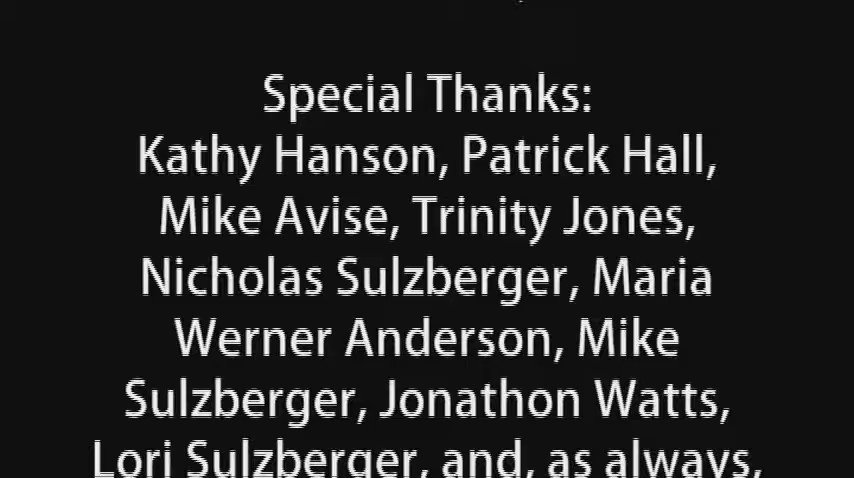 Special Thanks:
Kathy Hanson, Patrick Hall,
Mike Avise, Trinity Jones,
Nicholas Sulzberger, Maria
Werner Anderson, Mike
Sulzberger, Jonathon Watts,
Lori Sulzberger, and, as always,